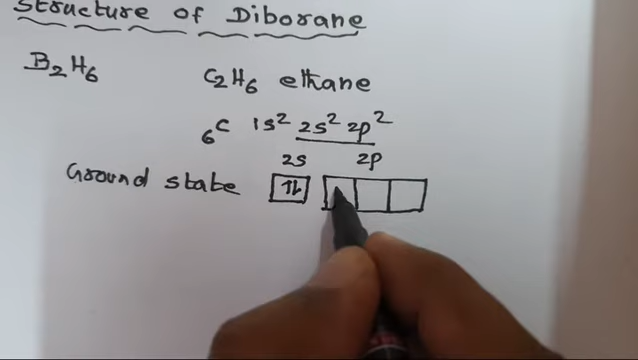 Structure of Diborane
B₂H₆ C₂H₆ ethane
₆C 1s² 2s² 2p²
2s 2p
Ground state ⥮